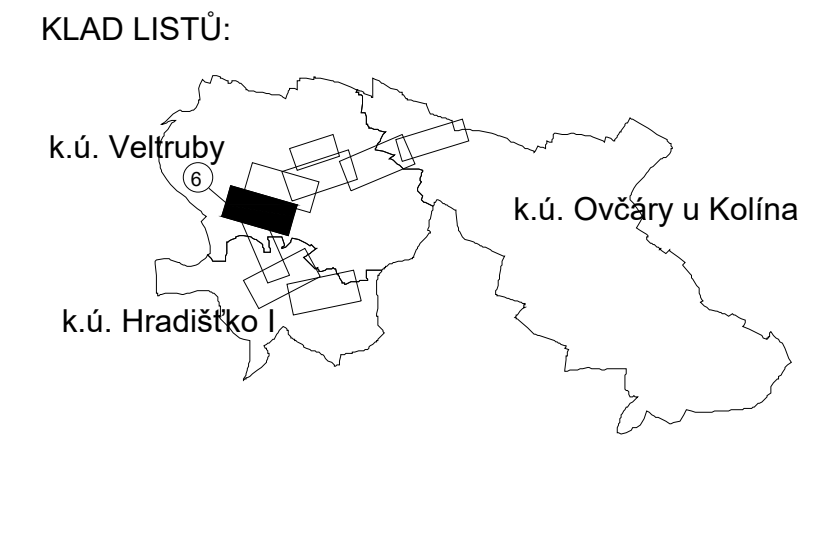 KLAD LISTŮ:
k.ú. Veltruby
6
k.ú. Ovčáry u Kolína
k.ú. Hradišťko I